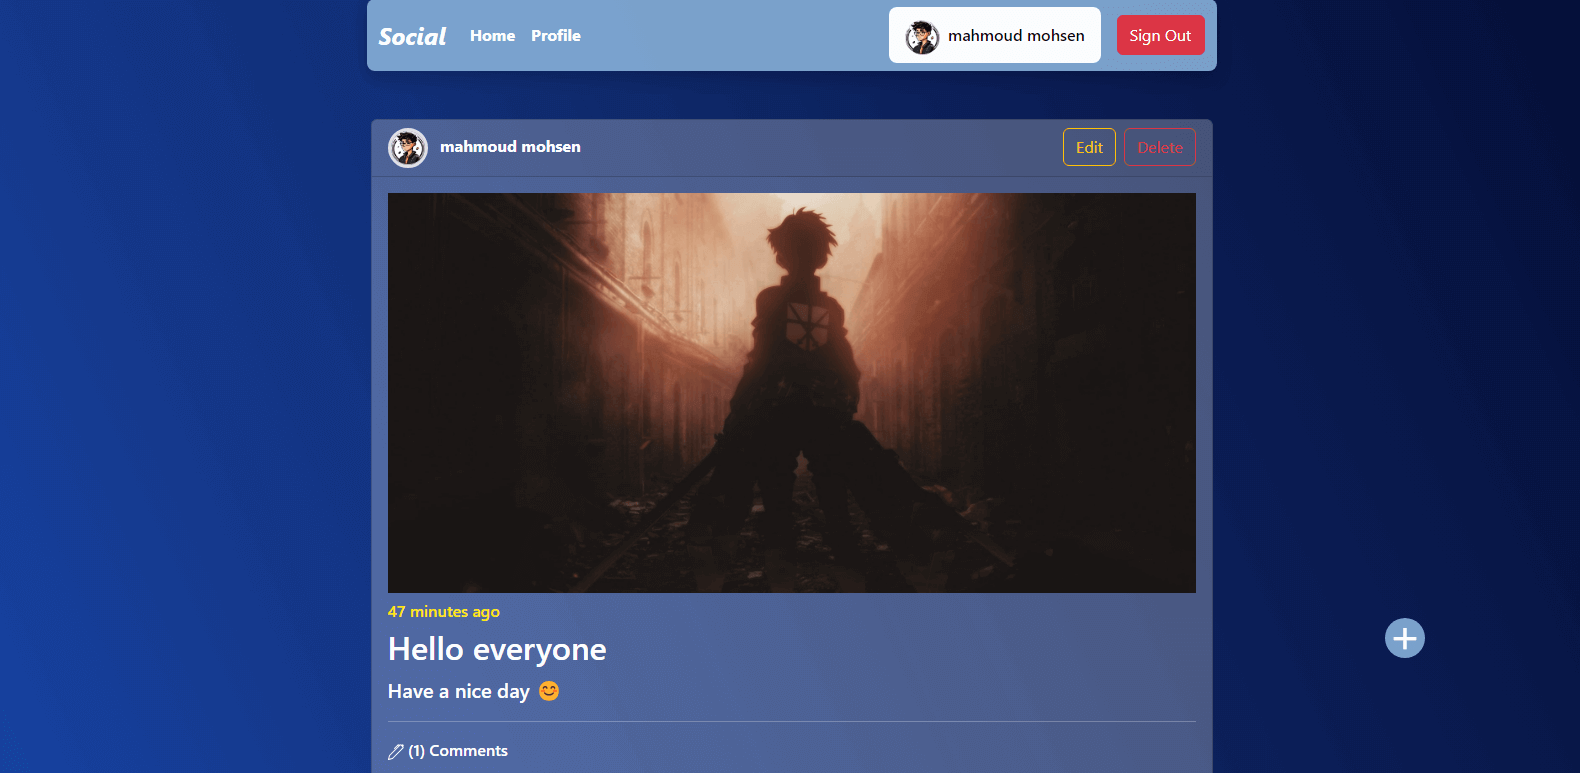 Social Home Profile mahmoud mohsen Sign Out
mahmoud mohsen Edit Delete
47 minutes ago
Hello everyone
Have a nice day 😊
(1) Comments